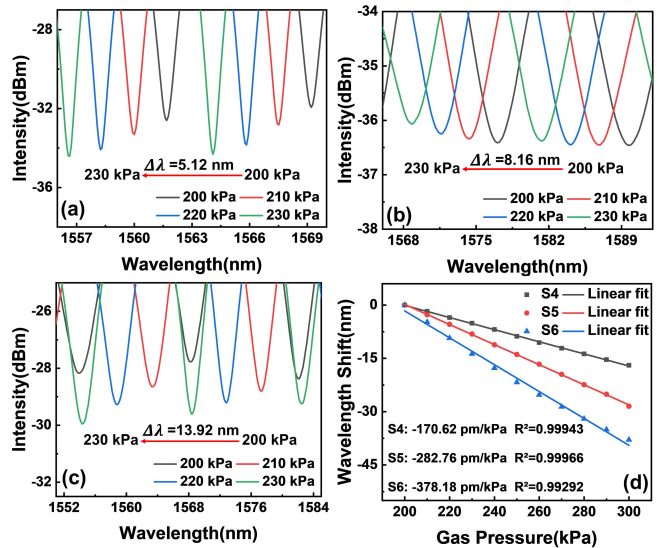 -28
-32
-36
Intensity(dBm)
230 kPa Δλ =5.12 nm 200 kPa
200 kPa 210 kPa
220 kPa 230 kPa
(a)
1557 1560 1563 1566 1569
Wavelength(nm)
-34
-35
-36
-37
-38
Intensity(dBm)
230 kPa Δλ =8.16 nm 200 kPa
200 kPa 210 kPa
220 kPa 230 kPa
(b)
1568 1575 1582 1589
Wavelength(nm)
-26
-28
-30
-32
Intensity(dBm)
230 kPa Δλ =13.92 nm 200 kPa
200 kPa 210 kPa
220 kPa 230 kPa
(c)
1552 1560 1568 1576 1584
Wavelength(nm)
0
-15
-30
-45
Wavelength Shift(nm)
S4 Linear fit
S5 Linear fit
S6 Linear fit
S4: -170.62 pm/kPa R²=0.99943
S5: -282.76 pm/kPa R²=0.99966
S6: -378.18 pm/kPa R²=0.99292
(d)
200 220 240 260 280 300
Gas Pressure(kPa)